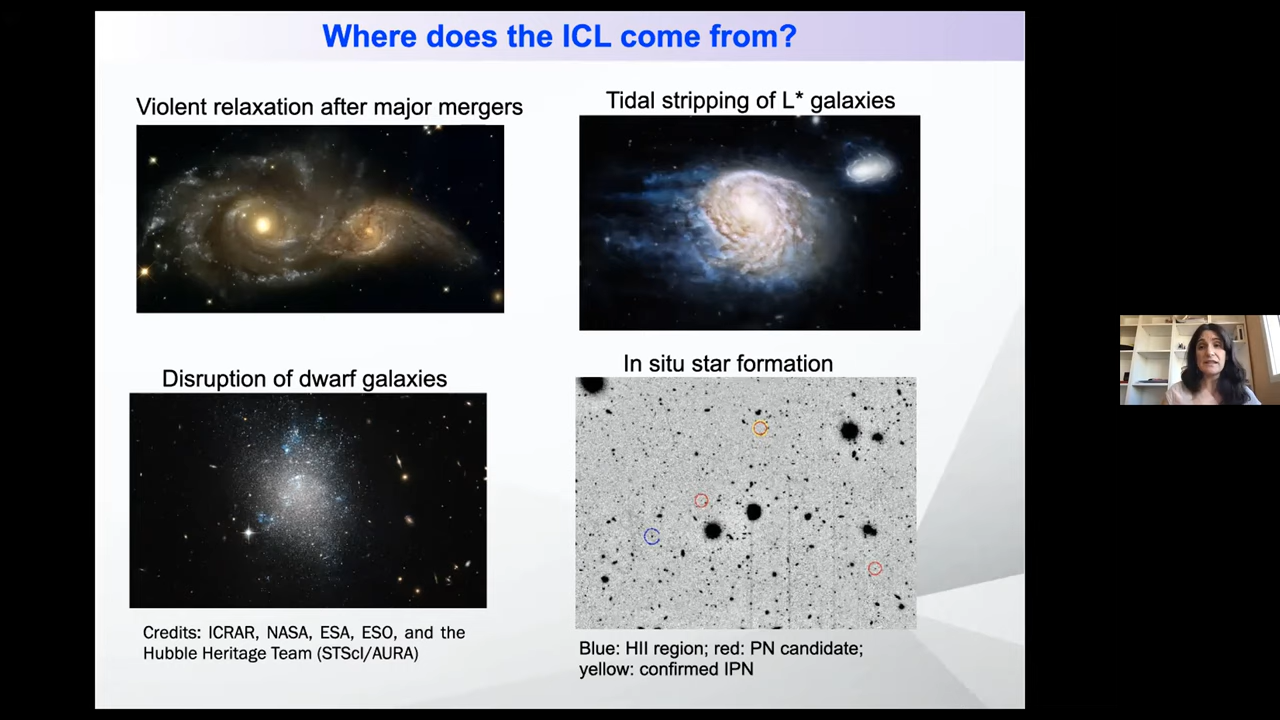 Where does the ICL come from?
Violent relaxation after major mergers
Tidal stripping of L* galaxies
Disruption of dwarf galaxies
In situ star formation
Credits: ICRAR, NASA, ESA, ESO, and the
Hubble Heritage Team (STScI/AURA)
Blue: HII region; red: PN candidate;
yellow: confirmed IPN